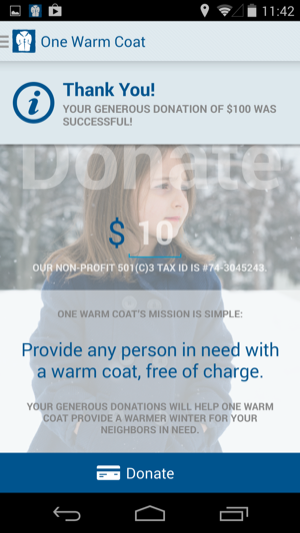 11:42
One Warm Coat
Thank You!
YOUR GENEROUS DONATION OF $100 WAS
SUCCESSFUL!
Donate
$ 10
OUR NON-PROFIT 501(C)3 TAX ID IS #74-3045243.
ONE WARM COAT'S MISSION IS SIMPLE:
Provide any person in need with
a warm coat, free of charge.
YOUR GENEROUS DONATIONS WILL HELP ONE WARM
COAT PROVIDE A WARMER WINTER FOR YOUR
NEIGHBORS IN NEED.
Donate